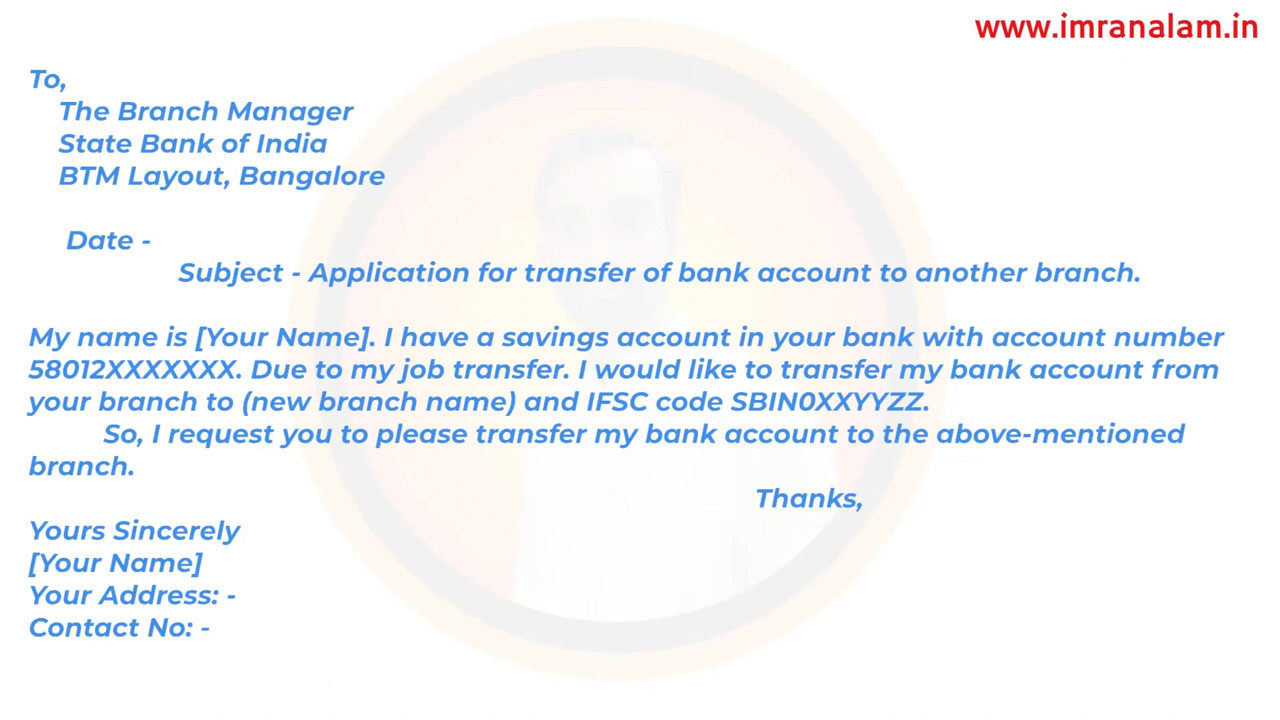 www.imranalam.in
To,
The Branch Manager
State Bank of India
BTM Layout, Bangalore
Date -
Subject - Application for transfer of bank account to another branch.
My name is [Your Name]. I have a savings account in your bank with account number
58012XXXXXXX. Due to my job transfer. I would like to transfer my bank account from
your branch to (new branch name) and IFSC code SBIN0XXYYZZ.
So, I request you to please transfer my bank account to the above-mentioned
branch.
Thanks,
Yours Sincerely
[Your Name]
Your Address: -
Contact No: -